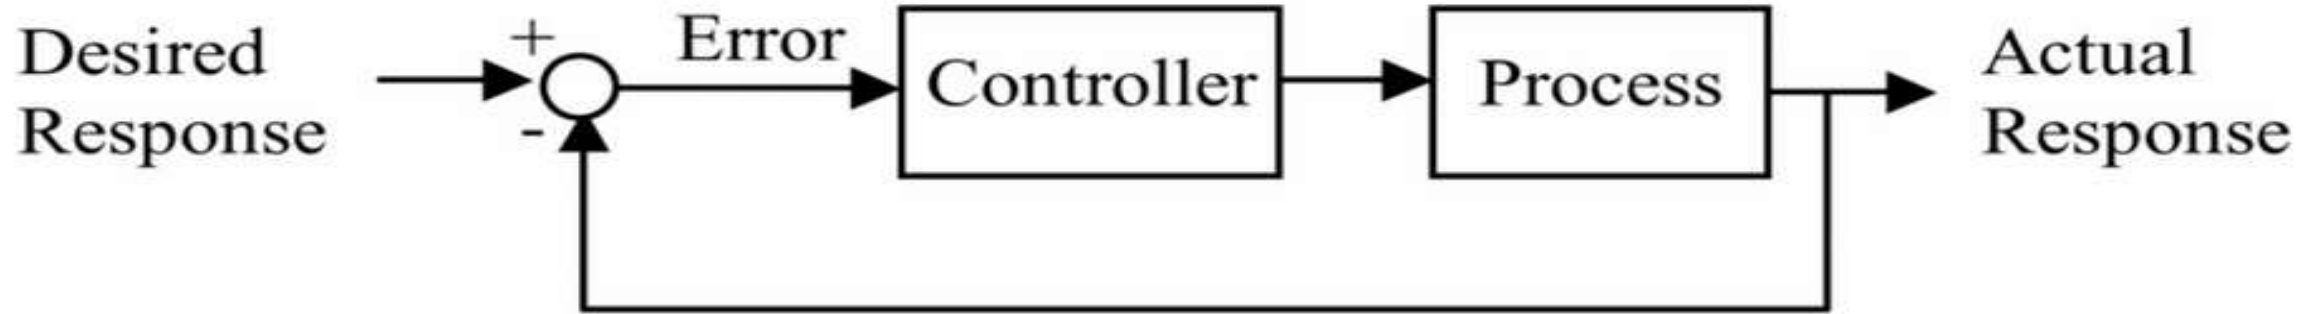 Desired
Response
+
-
Error
Controller
Process
Actual
Response